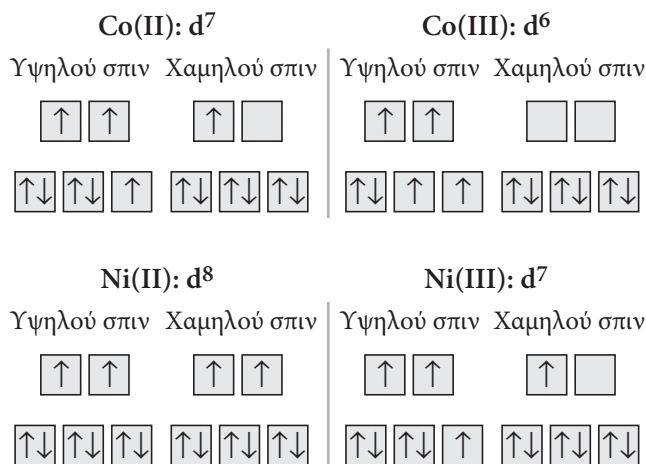 Co(II): d⁷
Υψηλού σπιν Χαμηλού σπιν
↑ ↑ ↑
↑↓ ↑↓ ↑ ↑↓ ↑↓ ↑↓
Co(III): d⁶
Υψηλού σπιν Χαμηλού σπιν
↑ ↑
↑↓ ↑ ↑ ↑↓ ↑↓ ↑↓
Ni(II): d⁸
Υψηλού σπιν Χαμηλού σπιν
↑ ↑ ↑ ↑
↑↓ ↑↓ ↑↓ ↑↓ ↑↓ ↑↓
Ni(III): d⁷
Υψηλού σπιν Χαμηλού σπιν
↑ ↑ ↑
↑↓ ↑↓ ↑ ↑↓ ↑↓ ↑↓